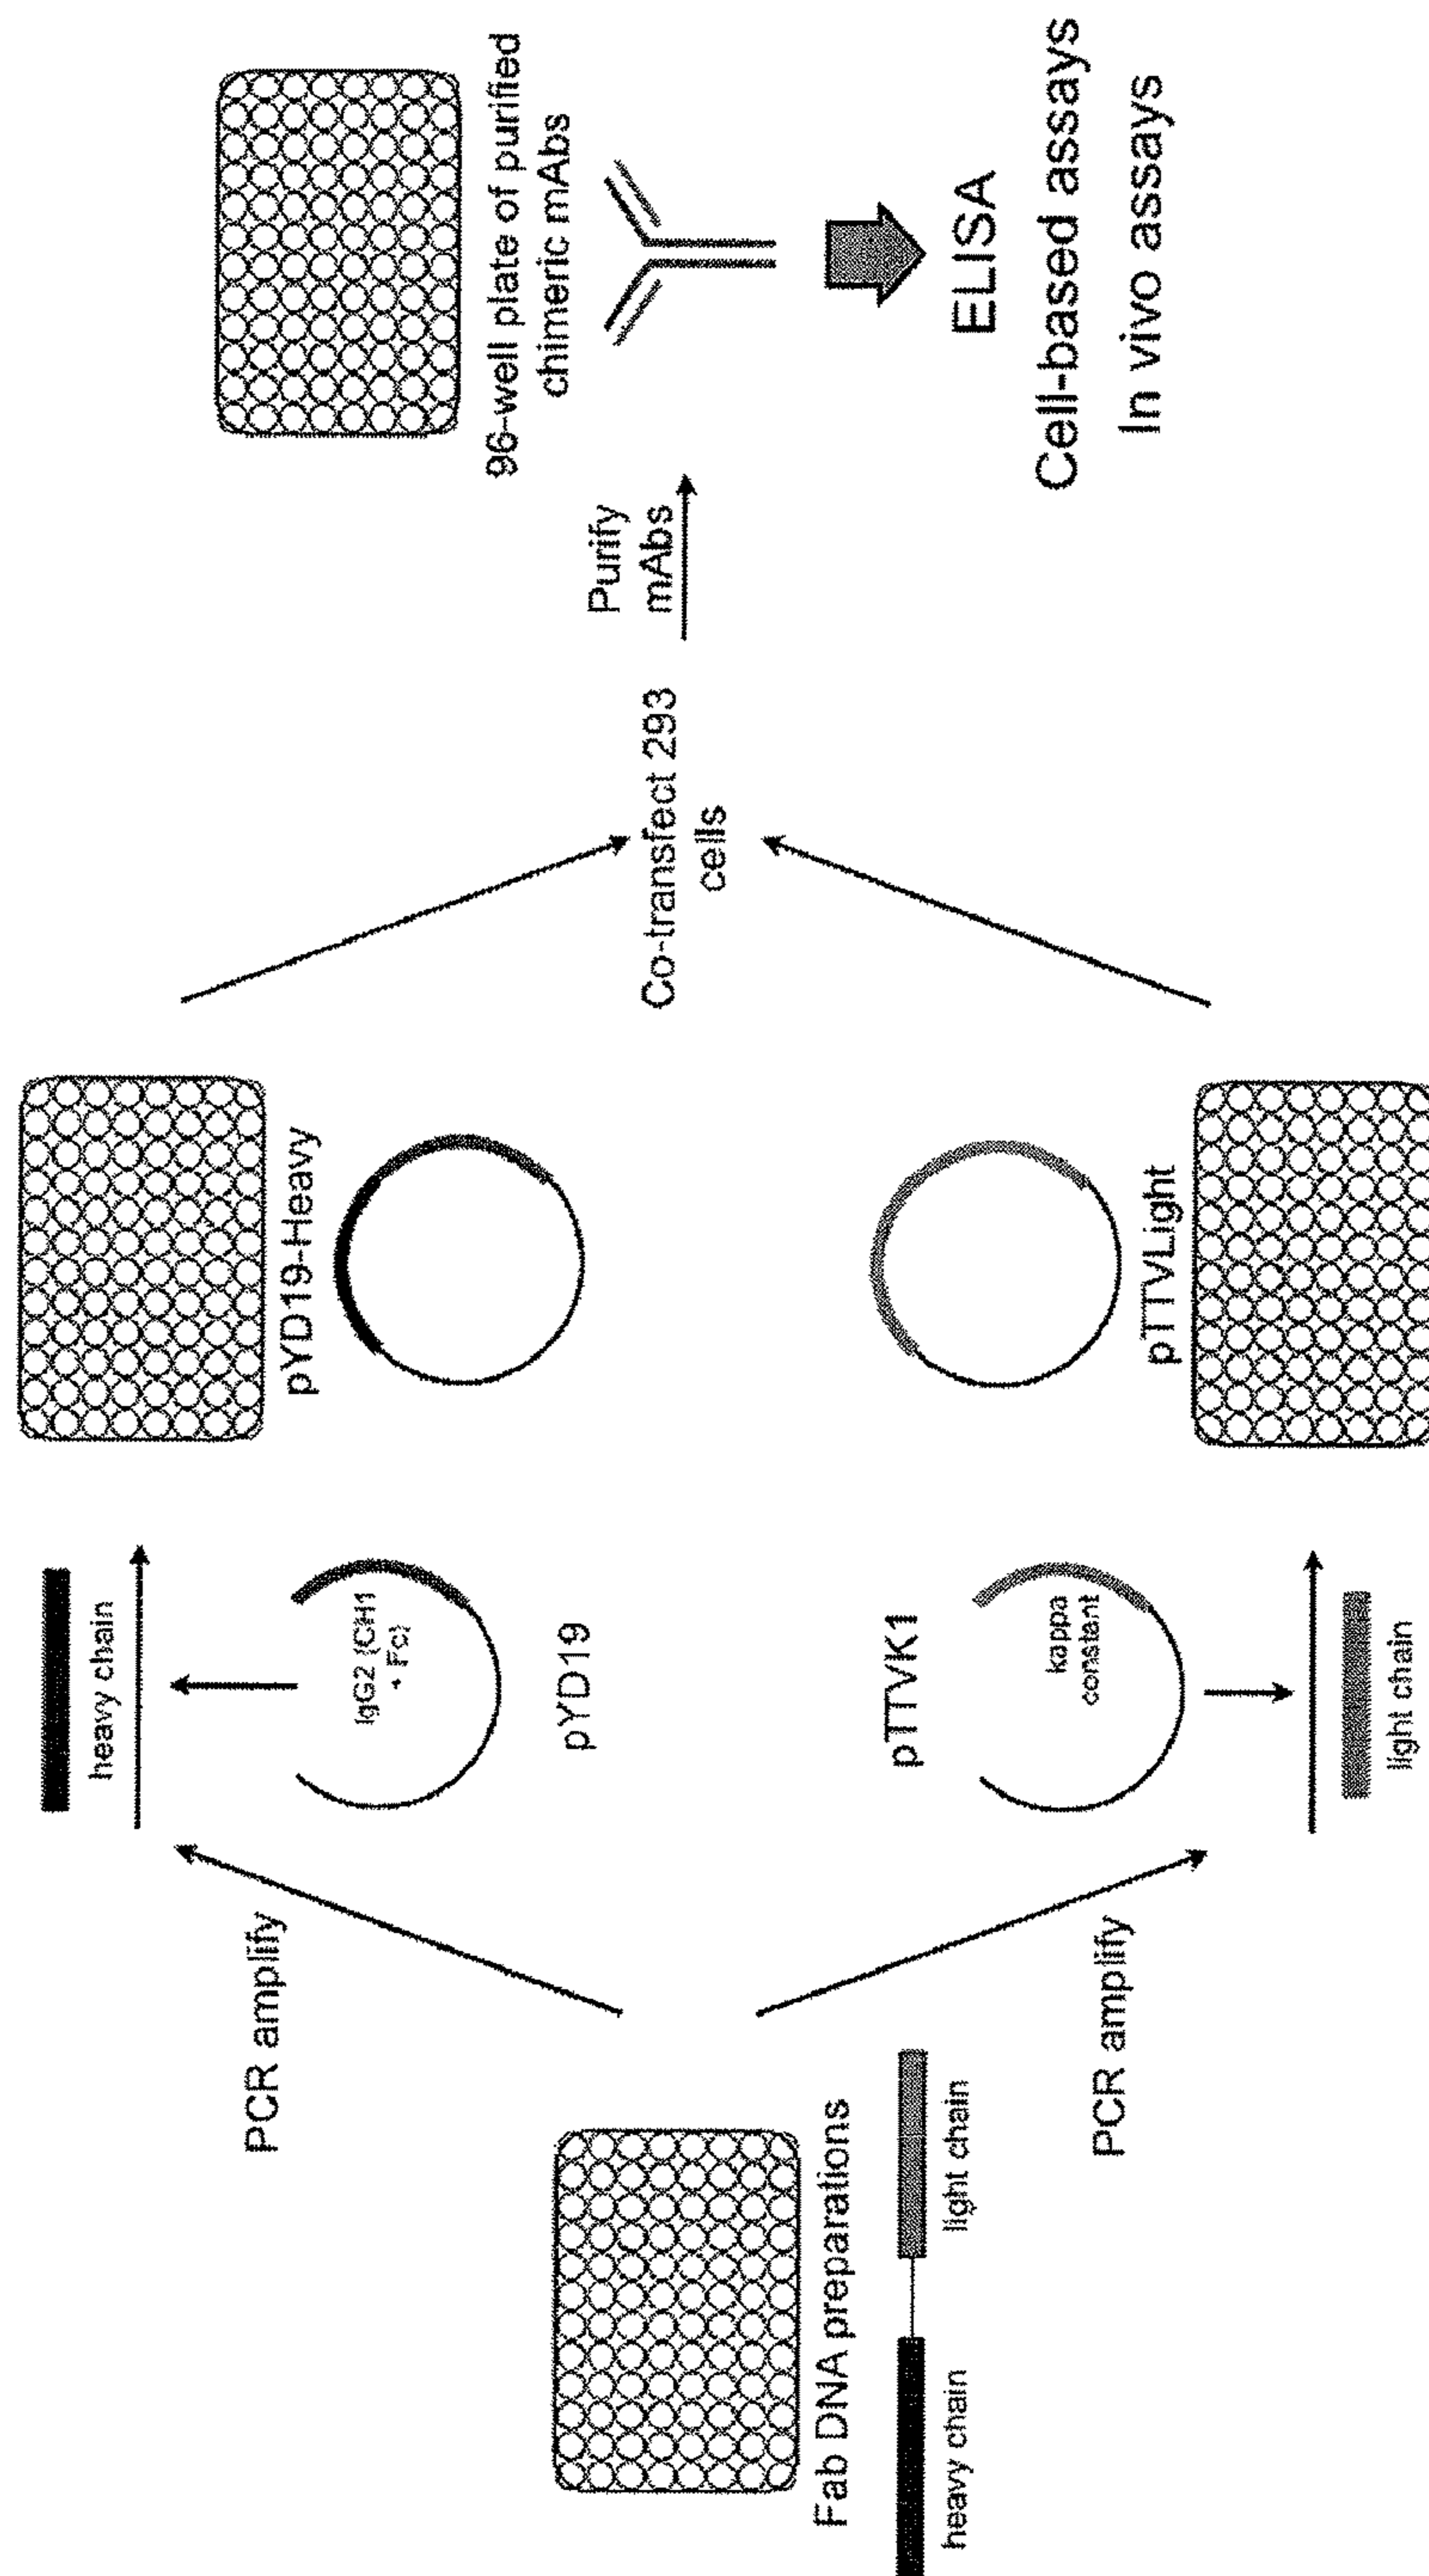 Fab DNA preparations
heavy chain
light chain
PCR amplify
PCR amplify
heavy chain
IgG2 (CH1
+ Fc)
pYD19
pTTVK1
kappa
constant
light chain
pYD19-Heavy
pTTVLight
Co-transfect 293
cells
Purify
mAbs
96-well plate of purified
chimeric mAbs
ELISA
Cell-based assays
In vivo assays